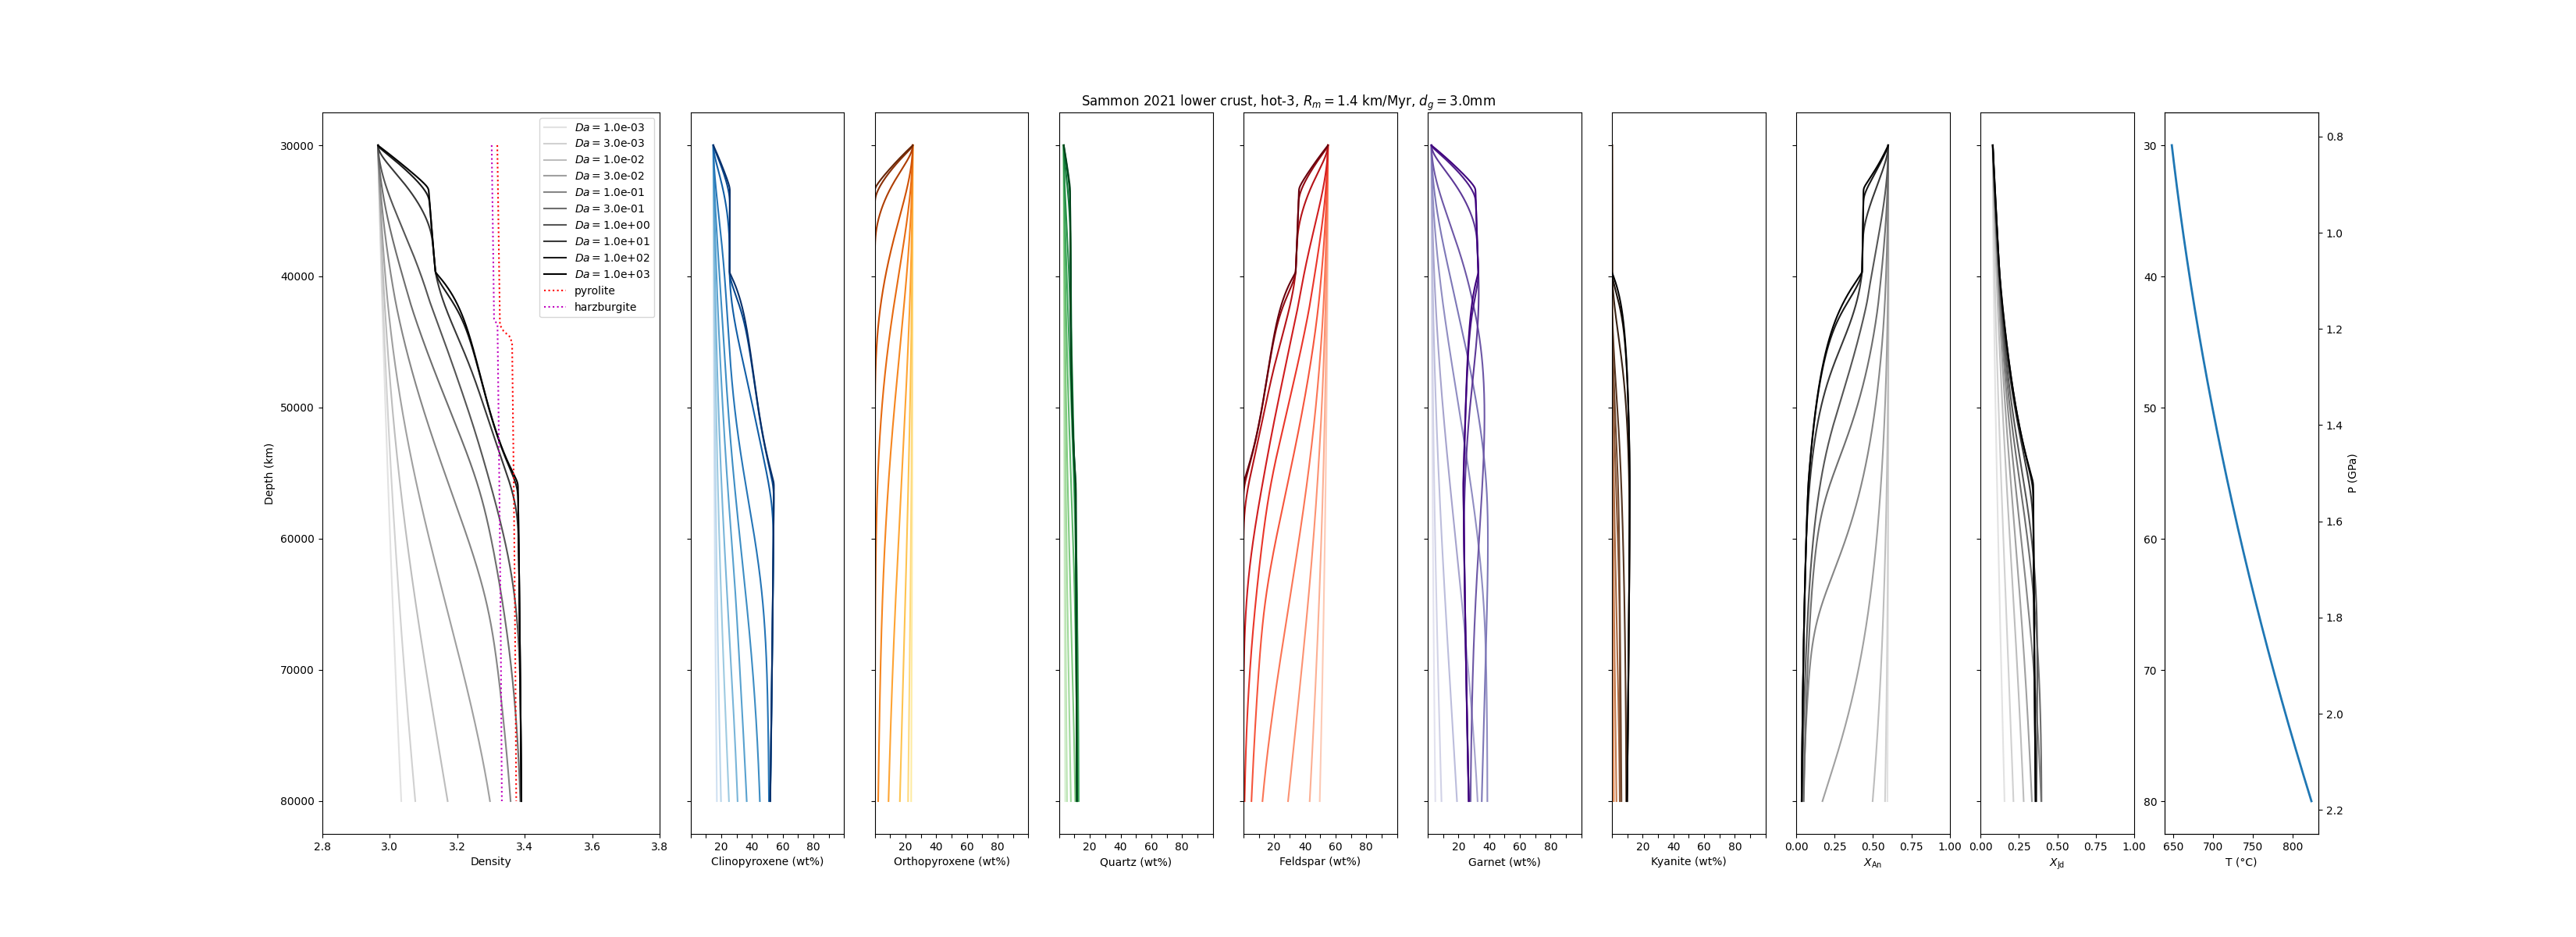 Sammon 2021 lower crust, hot-3, Rₘ = 1.4 km/Myr, d_g = 3.0mm
Da = 1.0e-03
Da = 3.0e-03
Da = 1.0e-02
Da = 3.0e-02
Da = 1.0e-01
Da = 3.0e-01
Da = 1.0e+00
Da = 1.0e+01
Da = 1.0e+02
Da = 1.0e+03
pyrolite
harzburgite
Depth (km)
30000
40000
50000
60000
70000
80000
2.8 3.0 3.2 3.4 3.6 3.8
Density
20 40 60 80
Clinopyroxene (wt%)
20 40 60 80
Orthopyroxene (wt%)
20 40 60 80
Quartz (wt%)
20 40 60 80
Feldspar (wt%)
20 40 60 80
Garnet (wt%)
20 40 60 80
Kyanite (wt%)
0.00 0.25 0.50 0.75 1.00
X_An
0.00 0.25 0.50 0.75 1.00
X_Jd
30
40
50
60
70
80
650 700 750 800
T (°C)
0.8
1.0
1.2
1.4
1.6
1.8
2.0
2.2
P (GPa)